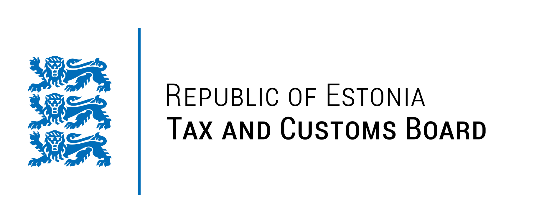 Republic of Estonia
Tax and Customs Board